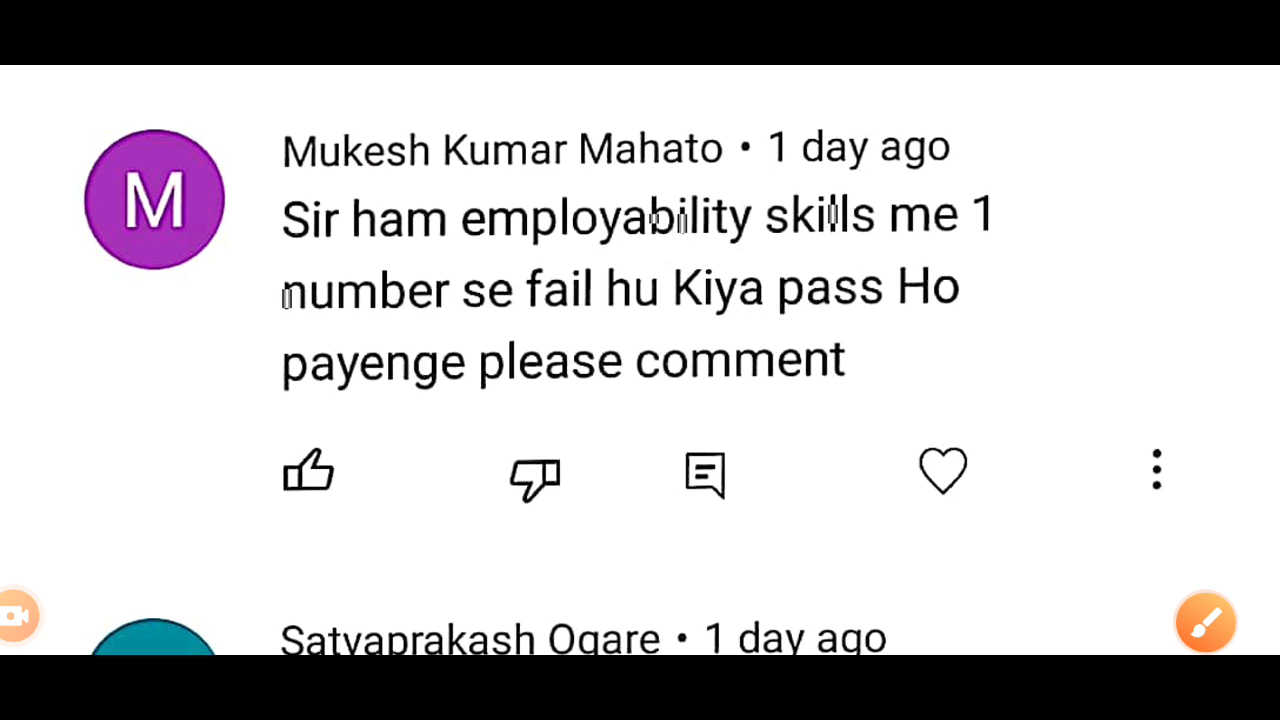 M
Mukesh Kumar Mahato • 1 day ago
Sir ham employability skills me 1
number se fail hu Kiya pass Ho
payenge please comment
Satyaprakash Ogare • 1 day ago